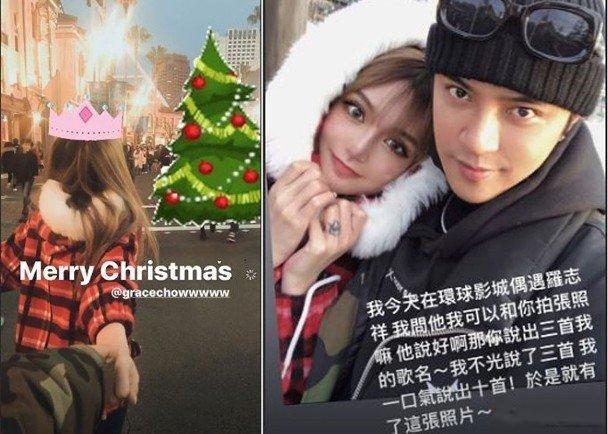 Merry Christmas
@gracechowwwww
我今天在環球影城偶遇羅志
祥 我問他我可以和你拍張照
嘛 他說好啊那你說出三首我
的歌名～我不光說了三首 我
一口氣說出十首！於是就有
了這張照片～